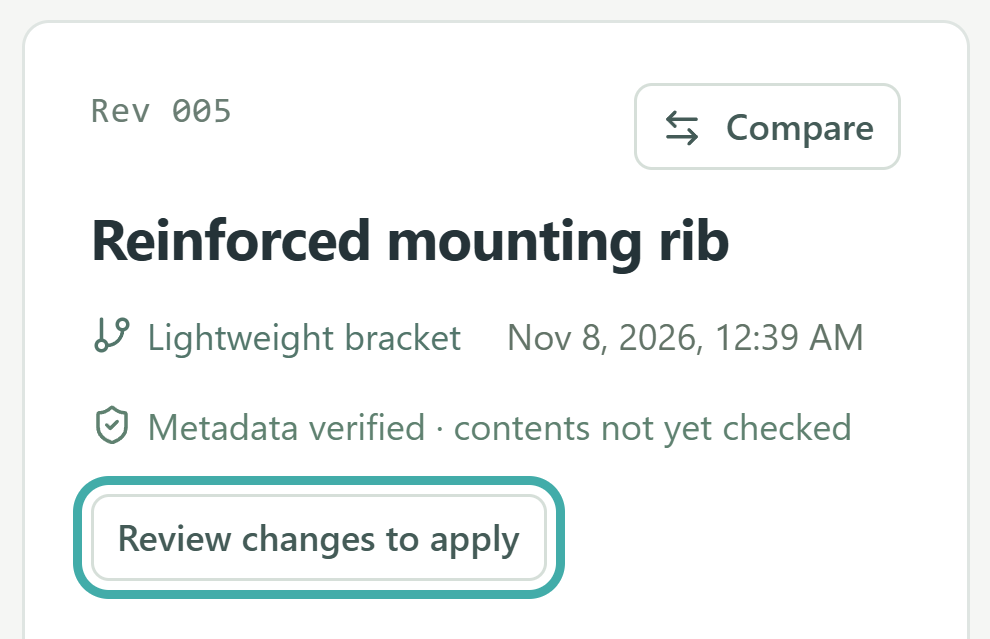 Rev 005
Compare
Reinforced mounting rib
Lightweight bracket Nov 8, 2026, 12:39 AM
Metadata verified · contents not yet checked
Review changes to apply